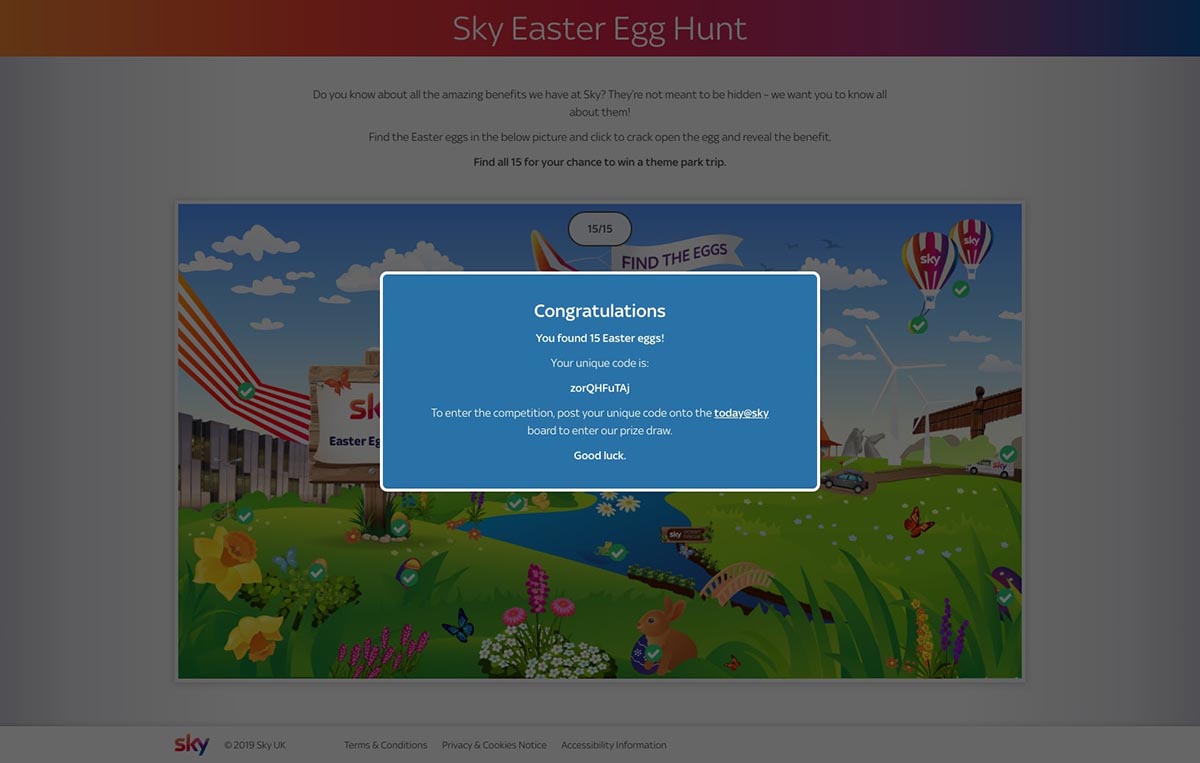 Sky Easter Egg Hunt
Do you know about all the amazing benefits we have at Sky? They're not meant to be hidden – we want you to know all
about them!
Find the Easter eggs in the below picture and click to crack open the egg and reveal the benefit.
Find all 15 for your chance to win a theme park trip.
15/15
FIND THE EGGS
sky
sky
Congratulations
You found 15 Easter eggs!
Your unique code is:
zorQHFuTAj
To enter the competition, post your unique code onto the today@sky
board to enter our prize draw.
Good luck.
sk
Easter Eg
sky
sky OCEAN RESCUE
sky © 2019 Sky UK Terms & Conditions Privacy & Cookies Notice Accessibility Information